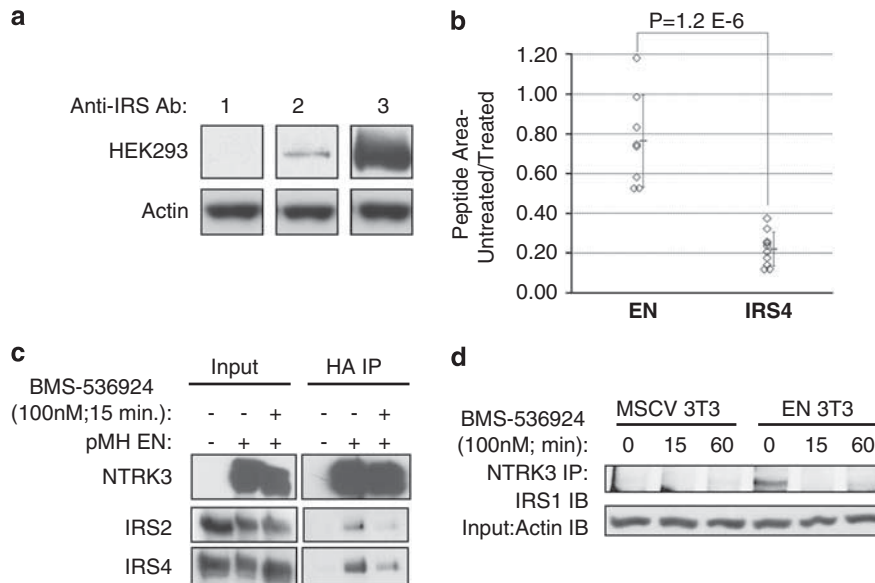 a
Anti-IRS Ab: 1 2 3
HEK293
Actin
b
P=1.2 E-6
1.20
1.00
0.80
0.60
0.40
0.20
0.00
Peptide Area-
Untreated/Treated
EN IRS4
c
Input HA IP
BMS-536924
(100nM;15 min.): - - + - - +
pMH EN: - + + - + +
NTRK3
IRS2
IRS4
d
MSCV 3T3 EN 3T3
BMS-536924
(100nM; min): 0 15 60 0 15 60
NTRK3 IP:
IRS1 IB
Input:Actin IB